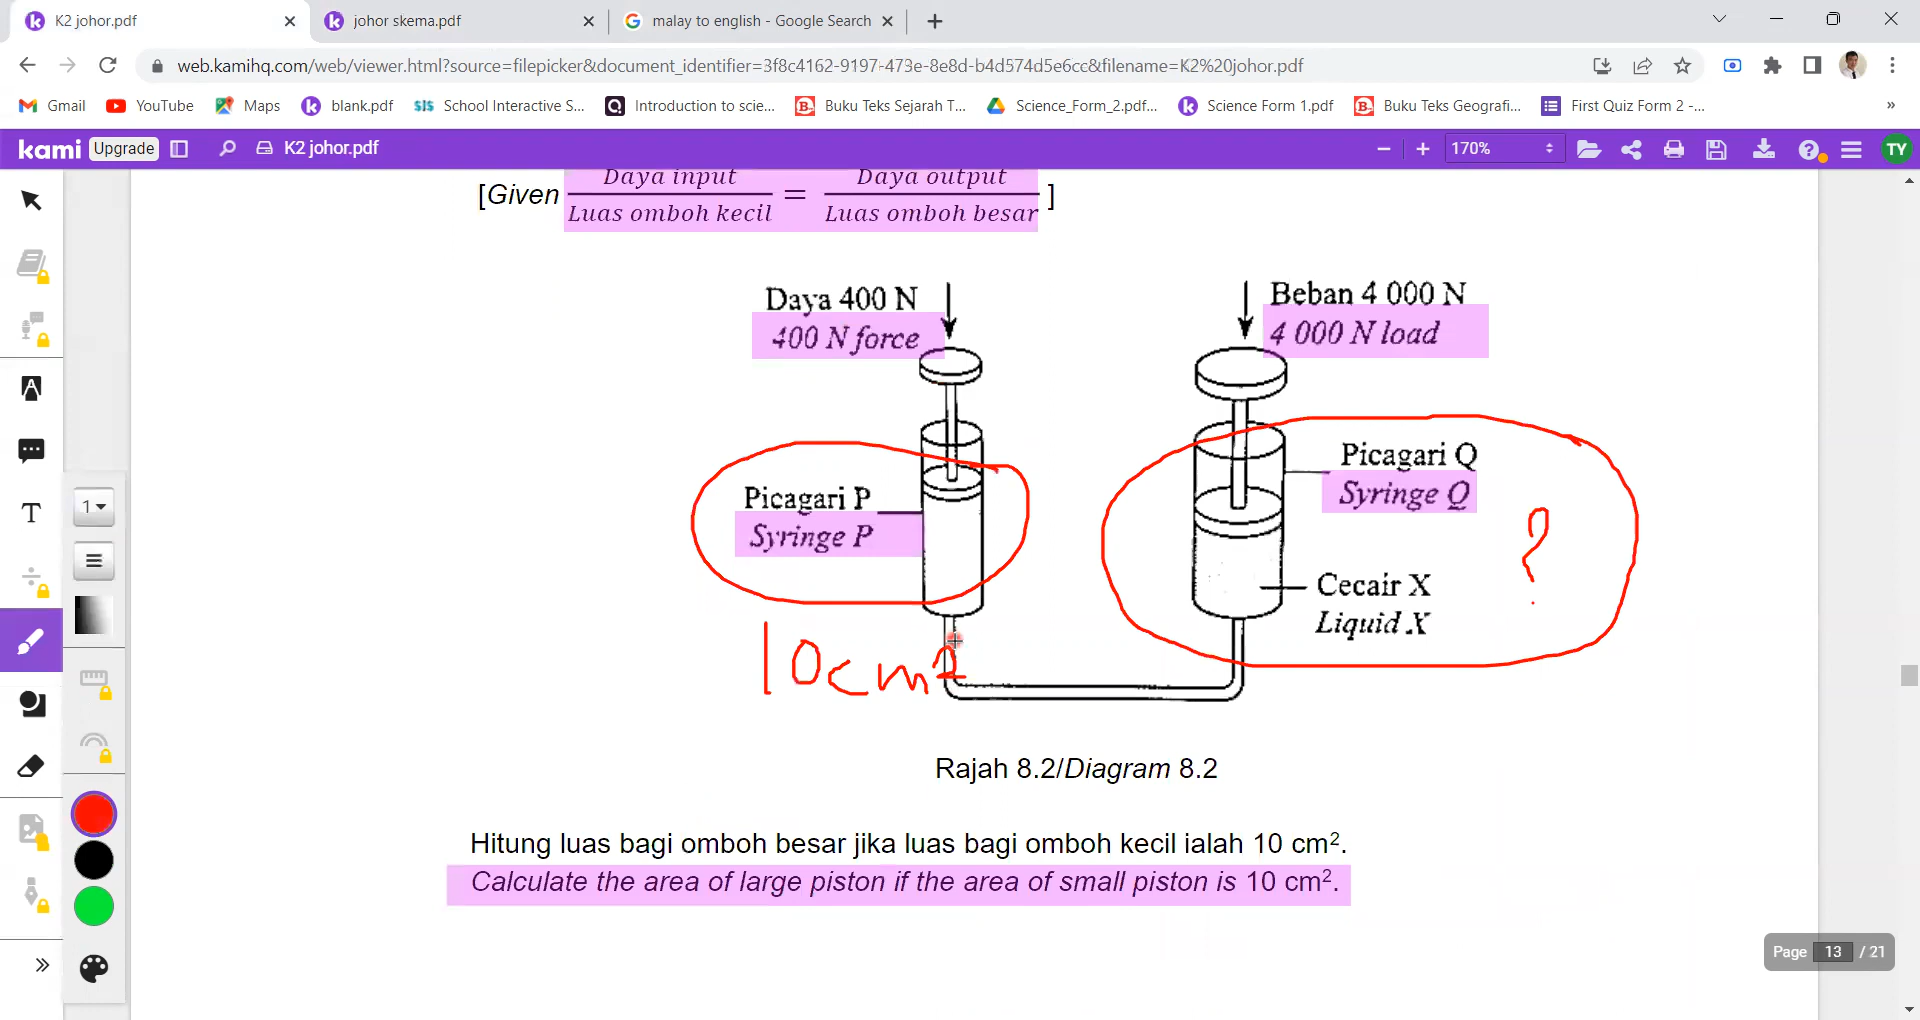 K2 johor.pdf
johor skema.pdf
malay to english - Google Search
web.kamihq.com/web/viewer.html?source=filepicker&document_identifier=3f8c4162-9197-473e-8e8d-b4d574d5e6cc&filename=K2%20johor.pdf
Gmail YouTube Maps blank.pdf School Interactive S... Introduction to scie... Buku Teks Sejarah T... Science_Form_2.pdf... Science Form 1.pdf Buku Teks Geografi... First Quiz Form 2 -... »
kami Upgrade K2 johor.pdf 170% TY
[Given Daya input / Luas omboh kecil = Daya output / Luas omboh besar ]
Daya 400 N
400 N force
Beban 4 000 N
4 000 N load
Picagari P
Syringe P
Picagari Q
Syringe Q
?
Cecair X
Liquid X
10cm²
Rajah 8.2/Diagram 8.2
Hitung luas bagi omboh besar jika luas bagi omboh kecil ialah 10 cm².
Calculate the area of large piston if the area of small piston is 10 cm².
1
T
Page 13 / 21